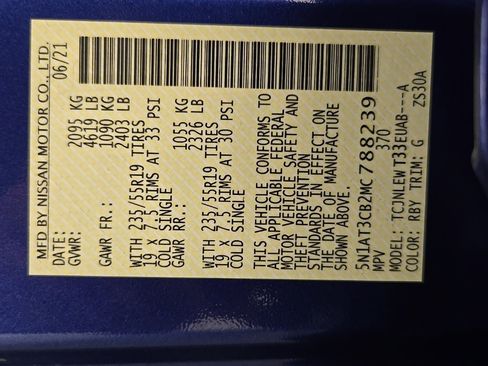 MFD BY NISSAN MOTOR CO., LTD.
DATE: 06/21
GVWR: 2095 KG
4619 LB
GAWR FR.: 1090 KG
2403 LB
WITH 235/55R19 TIRES
19 X 7.5 RIMS AT 33 PSI
COLD SINGLE
GAWR RR.: 1055 KG
2326 LB
WITH 235/55R19 TIRES
19 X 7.5 RIMS AT 30 PSI
COLD SINGLE
THIS VEHICLE CONFORMS TO
ALL APPLICABLE FEDERAL
MOTOR VEHICLE SAFETY AND
THEFT PREVENTION
STANDARDS IN EFFECT ON
THE DATE OF MANUFACTURE
SHOWN ABOVE.
5N1AT3CB2MC788239
MPV 370
MODEL: TCJNLEW T33EUAB---A
COLOR: RBY TRIM: G ZS30A